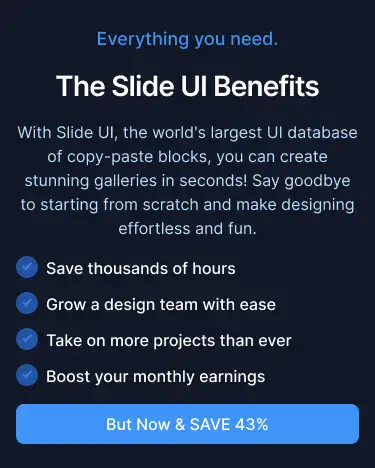 Everything you need.
The Slide UI Benefits
With Slide UI, the world's largest UI database
of copy-paste blocks, you can create
stunning galleries in seconds! Say goodbye
to starting from scratch and make designing
effortless and fun.
Save thousands of hours
Grow a design team with ease
Take on more projects than ever
Boost your monthly earnings
But Now & SAVE 43%